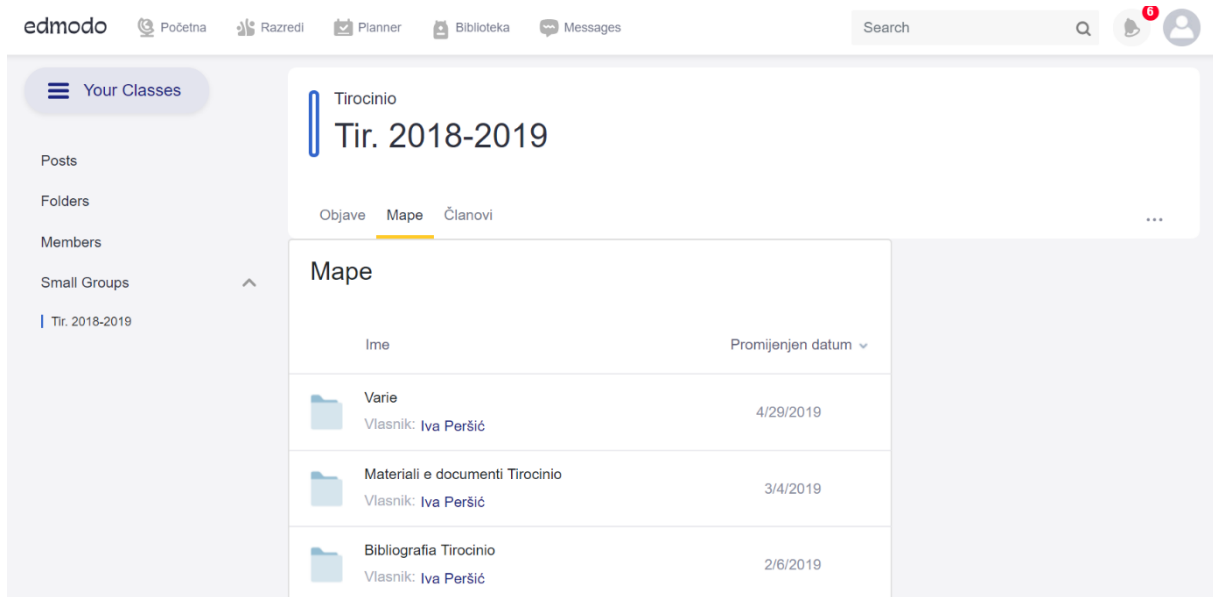 edmodo Početna Razredi Planner Biblioteka Messages Search 6
Your Classes
Posts
Folders
Members
Small Groups
Tir. 2018-2019
Tirocinio
Tir. 2018-2019
Objave Mape Članovi ...
Mape
Ime Promijenjen datum
Varie
Vlasnik: Iva Peršić
4/29/2019
Materiali e documenti Tirocinio
Vlasnik: Iva Peršić
3/4/2019
Bibliografia Tirocinio
Vlasnik: Iva Peršić
2/6/2019